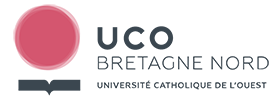 UCO
BRETAGNE NORD
UNIVERSITÉ CATHOLIQUE DE L'OUEST